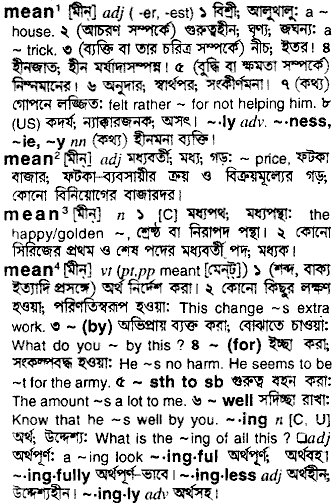 mean¹ [মীন্] adj ( -er, -est) ১ বিশ্রী; আলুথালু: a ~
house. ২ (আচরণ সম্পর্কে) গুরুত্বহীন; ঘৃণ্য; জঘন্য: a
~ trick. ৩ (ব্যক্তি বা তার চরিত্র সম্পর্কে) নীচ; ইতর। ৪
হীনজাত; হীন মর্যাদাসম্পন্ন। ৫ (বুদ্ধি বা ক্ষমতা সম্পর্কে)
নিম্নমানের। ৬ অনুদার; স্বার্থপর; সংকীর্ণমনা। ৭ (কথ্য)
গোপনে লজ্জিত: felt rather ~ for not helping him. ৮
(US) কদর্য, ন্যাক্কারজনক; অসৎ। ~·ly adv. ~·ness,
~ie, ~y nn (কথ্য) হীনমনা ব্যক্তি।
mean² [মীন্] adj মধ্যবর্তী; মধ্য; গড়: ~ price, ফটকা
বাজার; ফটকা-ব্যবসায়ীর ক্রয় ও বিক্রয়মূল্যের গড়;
কোনো বিনিয়োগের বাজারদর।
mean³ [মীন্] n ১ [C] মধ্যপথ; মধ্যপন্থা: the
happy/golden ~, শ্রেষ্ঠ বা নিরাপদ পন্থা। ২ কোনো
সিরিজের প্রথম ও শেষ পদের মধ্যবর্তী পদ; মধ্যক।
mean⁴ [মীন্] vt (pt,pp meant [মেন্ট্]) ১ (শব্দ, বাক্য
ইত্যাদি প্রসঙ্গে) অর্থ নির্দেশ করা। ২ কোনো কিছুর লক্ষণ
হওয়া; পরিণতিস্বরূপ হওয়া: This change ~s extra
work. ৩ ~ (by) অভিপ্রায় ব্যক্ত করা; বোঝাতে চাওয়া:
What do you ~ by this ? ৪ ~ (for) ইচ্ছা করা;
সংকল্পবদ্ধ হওয়া: He ~s no harm. He seems to be
~t for the army. ৫ ~ sth to sb গুরুত্ব বহন করা:
The amount ~s a lot to me. ৬ ~ well সদিচ্ছা রাখা:
Know that he ~s well by you. ~·ing n [C, U]
অর্থ; উদ্দেশ্য: What is the ~ing of all this ? □adj
অর্থপূর্ণ: a ~ing look ~·ing·ful অর্থপূর্ণ, অর্থবহ।
~·ing·fully অর্থপূর্ণ-ভাবে। ~·ing·less adj অর্থহীন;
উদ্দেশ্যহীন। ~·ing·ly adv অর্থসহ।